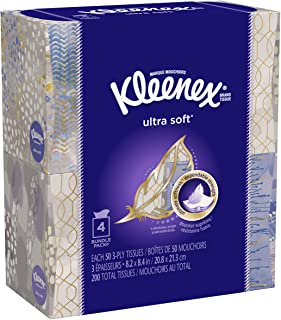 MARQUE MOUCHOIRS
Kleenex
BRAND
TISSUE
ultra soft*
4
BUNDLE
PACKS
EACH 50 3-PLY TISSUES / BOÎTES DE 50 MOUCHOIRS
3 ÉPAISSEURS • 8.2 x 8.4 in / 20.8 x 21.3 cm
200 TOTAL TISSUES / MOUCHOIRS AU TOTAL